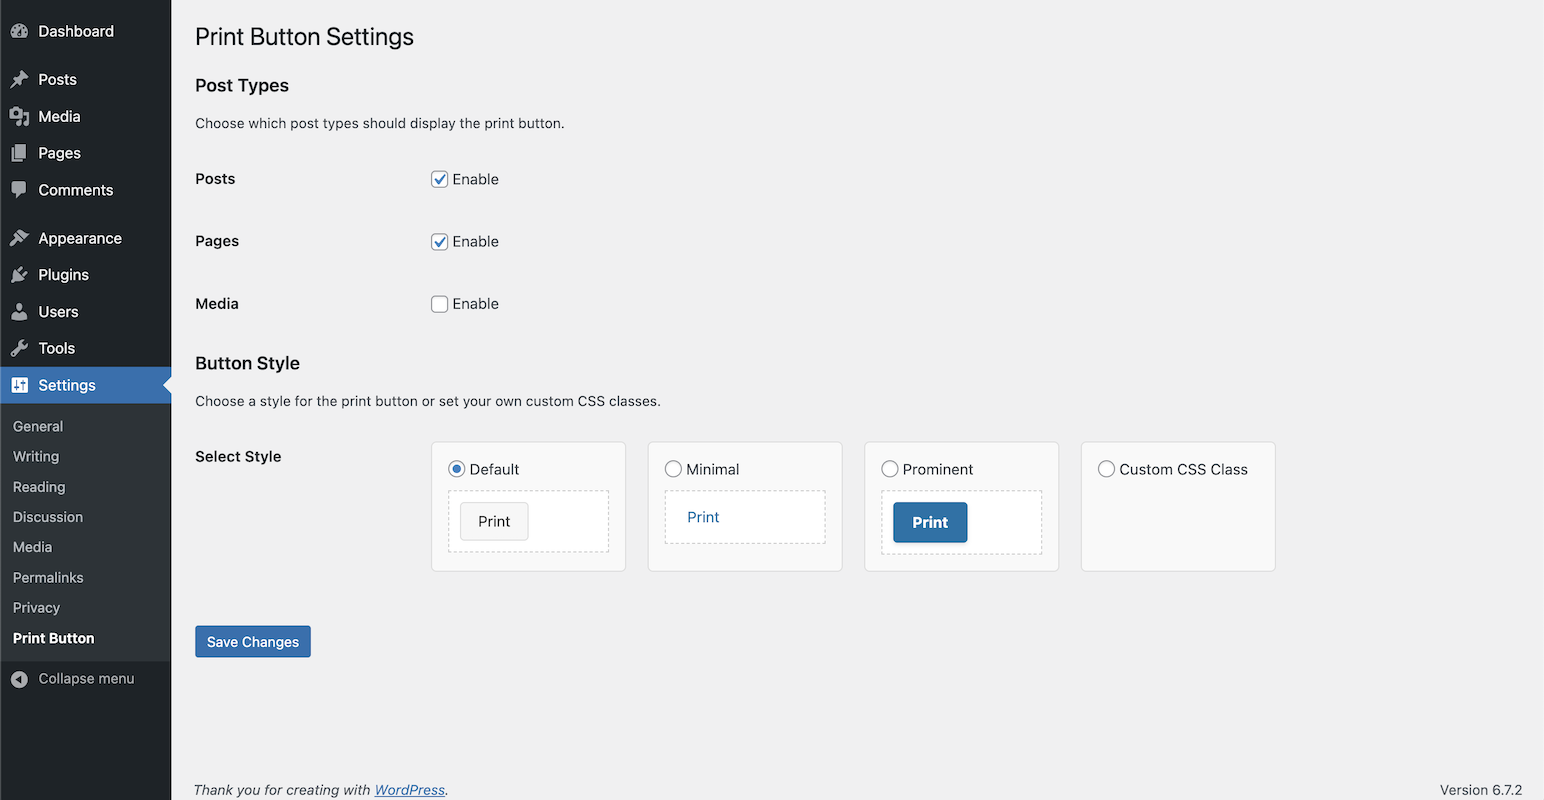 Dashboard
Posts
Media
Pages
Comments
Appearance
Plugins
Users
Tools
Settings
General
Writing
Reading
Discussion
Media
Permalinks
Privacy
Print Button
Collapse menu
Print Button Settings
Post Types
Choose which post types should display the print button.
Posts Enable
Pages Enable
Media Enable
Button Style
Choose a style for the print button or set your own custom CSS classes.
Select Style
Default
Print
Minimal
Print
Prominent
Print
Custom CSS Class
Save Changes
Thank you for creating with WordPress.
Version 6.7.2